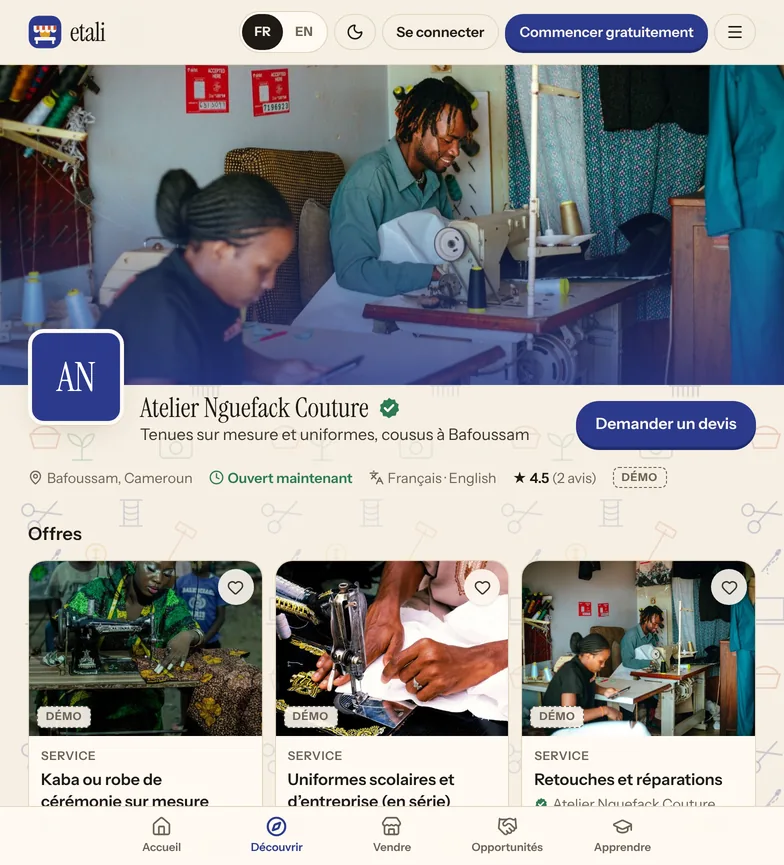 etali
FR EN
Se connecter
Commencer gratuitement
ACCEPTED HERE
AN
Atelier Nguefack Couture
Tenues sur mesure et uniformes, cousus à Bafoussam
Demander un devis
Bafoussam, Cameroun
Ouvert maintenant
Français · English
★ 4.5 (2 avis)
DÉMO
Offres
DÉMO
DÉMO
DÉMO
SERVICE
Kaba ou robe de
cérémonie sur mesure
SERVICE
Uniformes scolaires et
d’entreprise (en série)
SERVICE
Retouches et réparations
Atelier Nguefack Couture
Accueil
Découvrir
Vendre
Opportunités
Apprendre